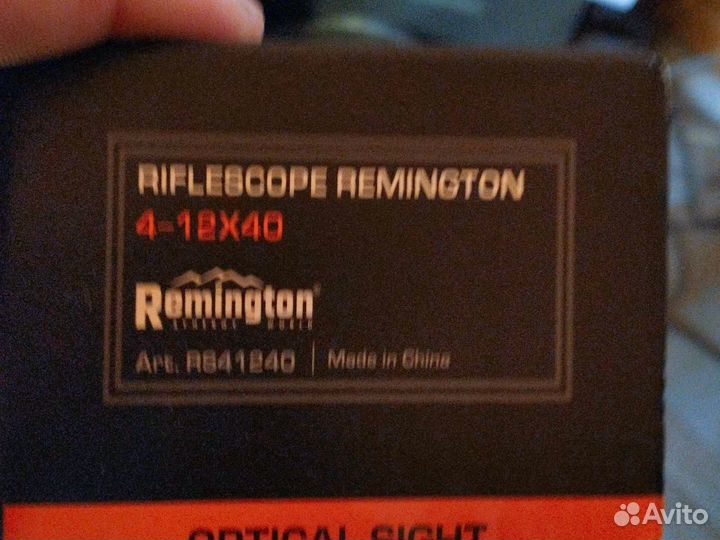 RIFLESCOPE REMINGTON
4-12X40
Remington
Art. RS41240 | Made in China
OPTICAL SIGHT
Avito